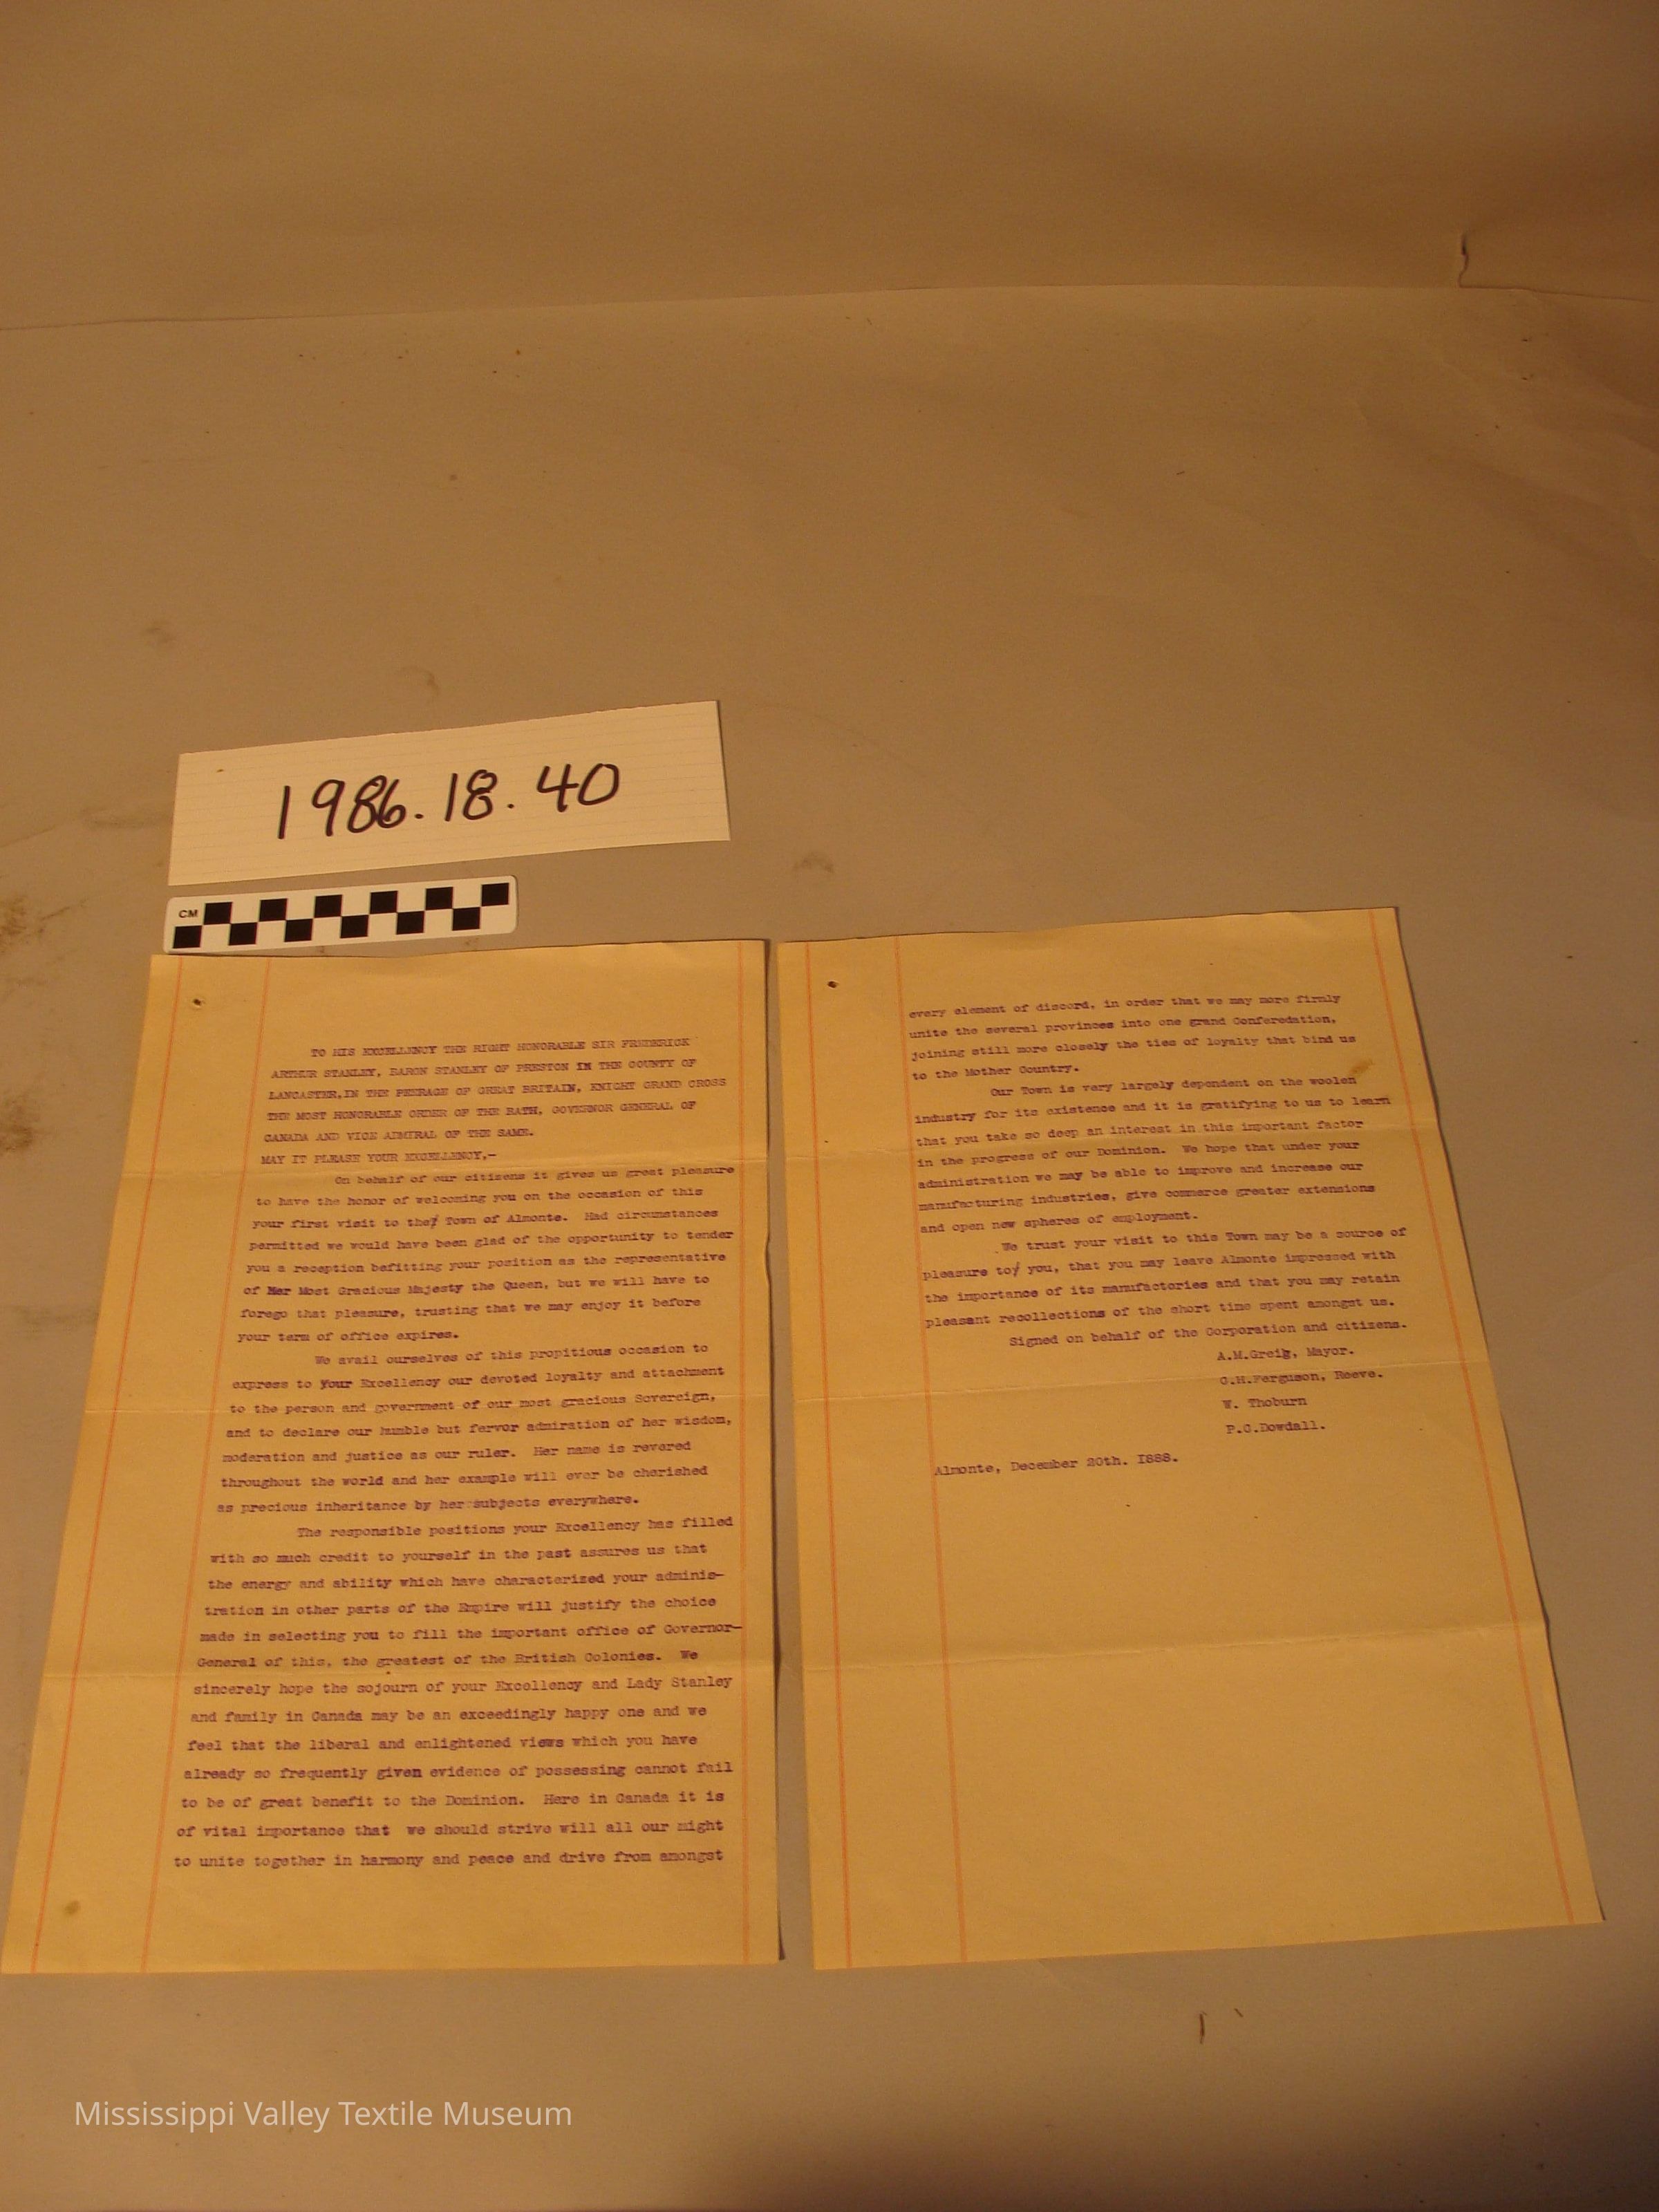 1986.18.40
CM
TO HIS EXCELLENCY THE RIGHT HONORABLE SIR FREDERICK
ARTHUR STANLEY, BARON STANLEY OF PRESTON IN THE COUNTY OF
LANCASTER,IN THE PEERAGE OF GREAT BRITAIN, KNIGHT GRAND CROSS
THE MOST HONORABLE ORDER OF THE BATH, GOVERNOR GENERAL OF
CANADA AND VICE ADMIRAL OF THE SAME.
MAY IT PLEASE YOUR EXCELLENCY,-
On behalf of our citizens it gives us great pleasure
to have the honor of welcoming you on the occasion of this
your first visit to the Town of Almonte. Had circumstances
permitted we would have been glad of the opportunity to tender
you a reception befitting your position as the representative
of Her Most Gracious Majesty the Queen, but we will have to
forego that pleasure, trusting that we may enjoy it before
your term of office expires.
We avail ourselves of this propitious occasion to
express to Your Excellency our devoted loyalty and attachment
to the person and government of our most gracious Sovereign,
and to declare our humble but fervor admiration of her wisdom,
moderation and justice as our ruler. Her name is revered
throughout the world and her example will ever be cherished
as precious inheritance by her subjects everywhere.
The responsible positions your Excellency has filled
with so much credit to yourself in the past assures us that
the energy and ability which have characterized your adminis-
tration in other parts of the Empire will justify the choice
made in selecting you to fill the important office of Governor-
General of this, the greatest of the British Colonies. We
sincerely hope the sojourn of your Excellency and Lady Stanley
and family in Canada may be an exceedingly happy one and we
feel that the liberal and enlightened views which you have
already so frequently given evidence of possessing cannot fail
to be of great benefit to the Dominion. Here in Canada it is
of vital importance that we should strive will all our might
to unite together in harmony and peace and drive from amongst
every element of discord, in order that we may more firmly
unite the several provinces into one grand Conferedation,
joining still more closely the ties of loyalty that bind us
to the Mother Country.
Our Town is very largely dependent on the woolen
industry for its existence and it is gratifying to us to learn
that you take so deep an interest in this important factor
in the progress of our Dominion. We hope that under your
administration we may be able to improve and increase our
manufacturing industries, give commerce greater extensions
and open new spheres of employment.
We trust your visit to this Town may be a source of
pleasure to you, that you may leave Almonte impressed with
the importance of its manufactories and that you may retain
pleasant recollections of the short time spent amongst us.
Signed on behalf of the Corporation and citizens.
A.M.Greig, Mayor.
C.H.Ferguson, Reeve.
W. Thoburn
P.C.Dowdall.
Almonte, December 20th. I888.
Mississippi Valley Textile Museum